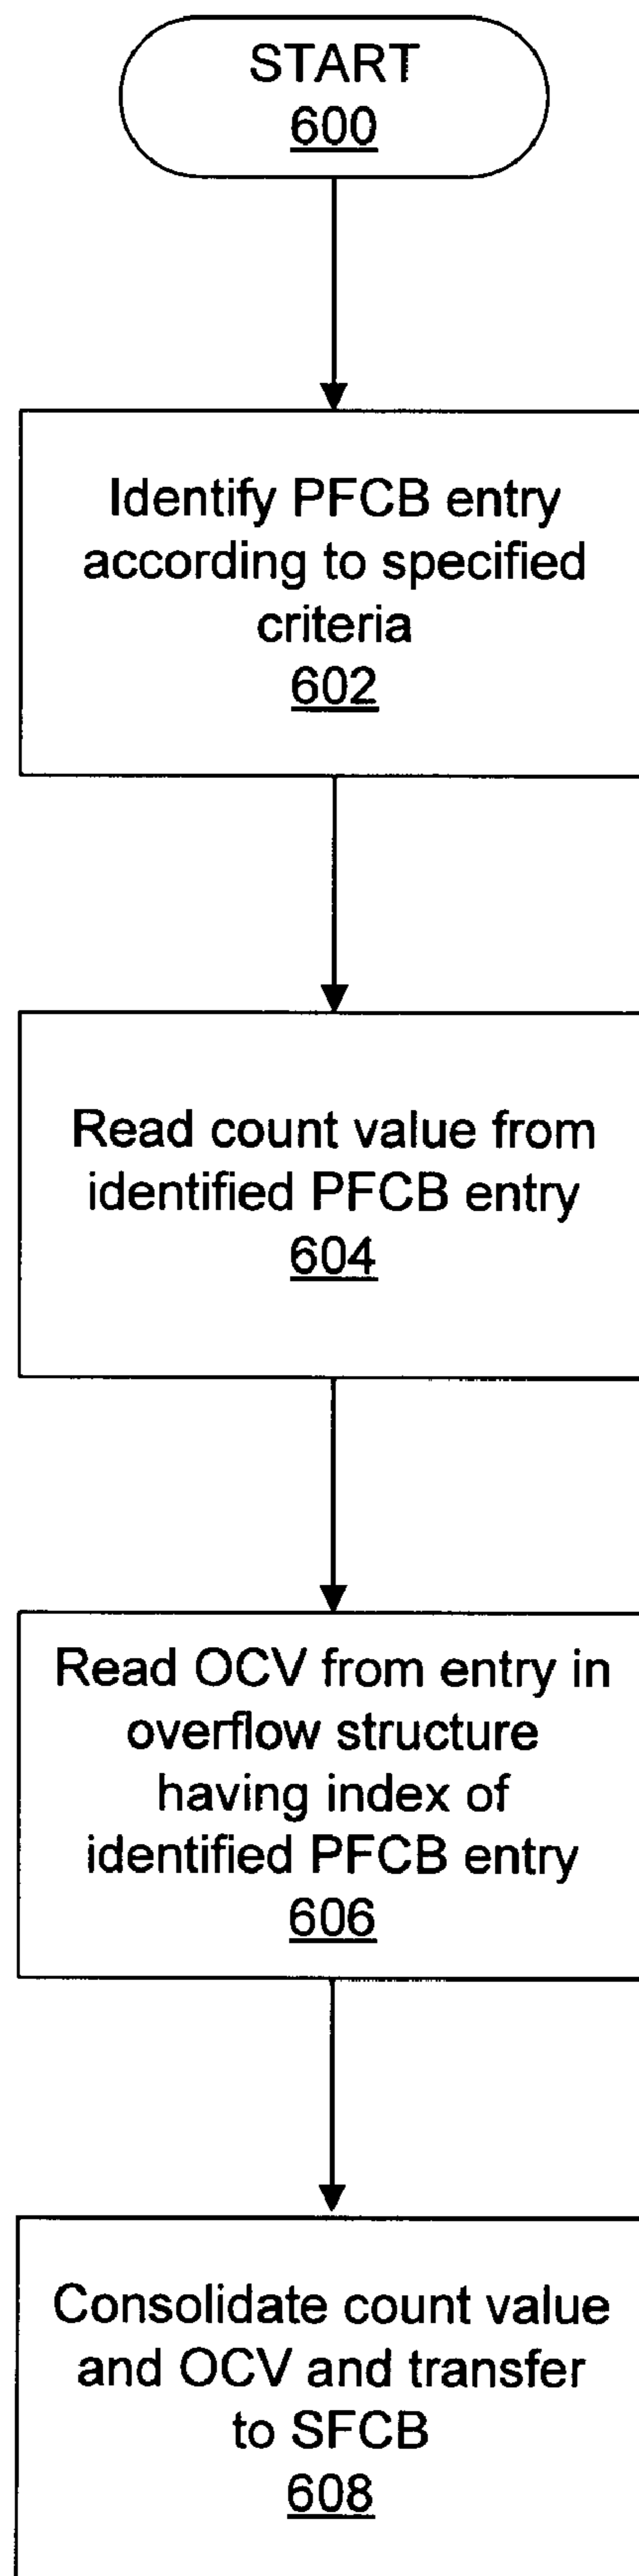 START
600
Identify PFCB entry
according to specified
criteria
602
Read count value from
identified PFCB entry
604
Read OCV from entry in
overflow structure
having index of
identified PFCB entry
606
Consolidate count value
and OCV and transfer
to SFCB
608